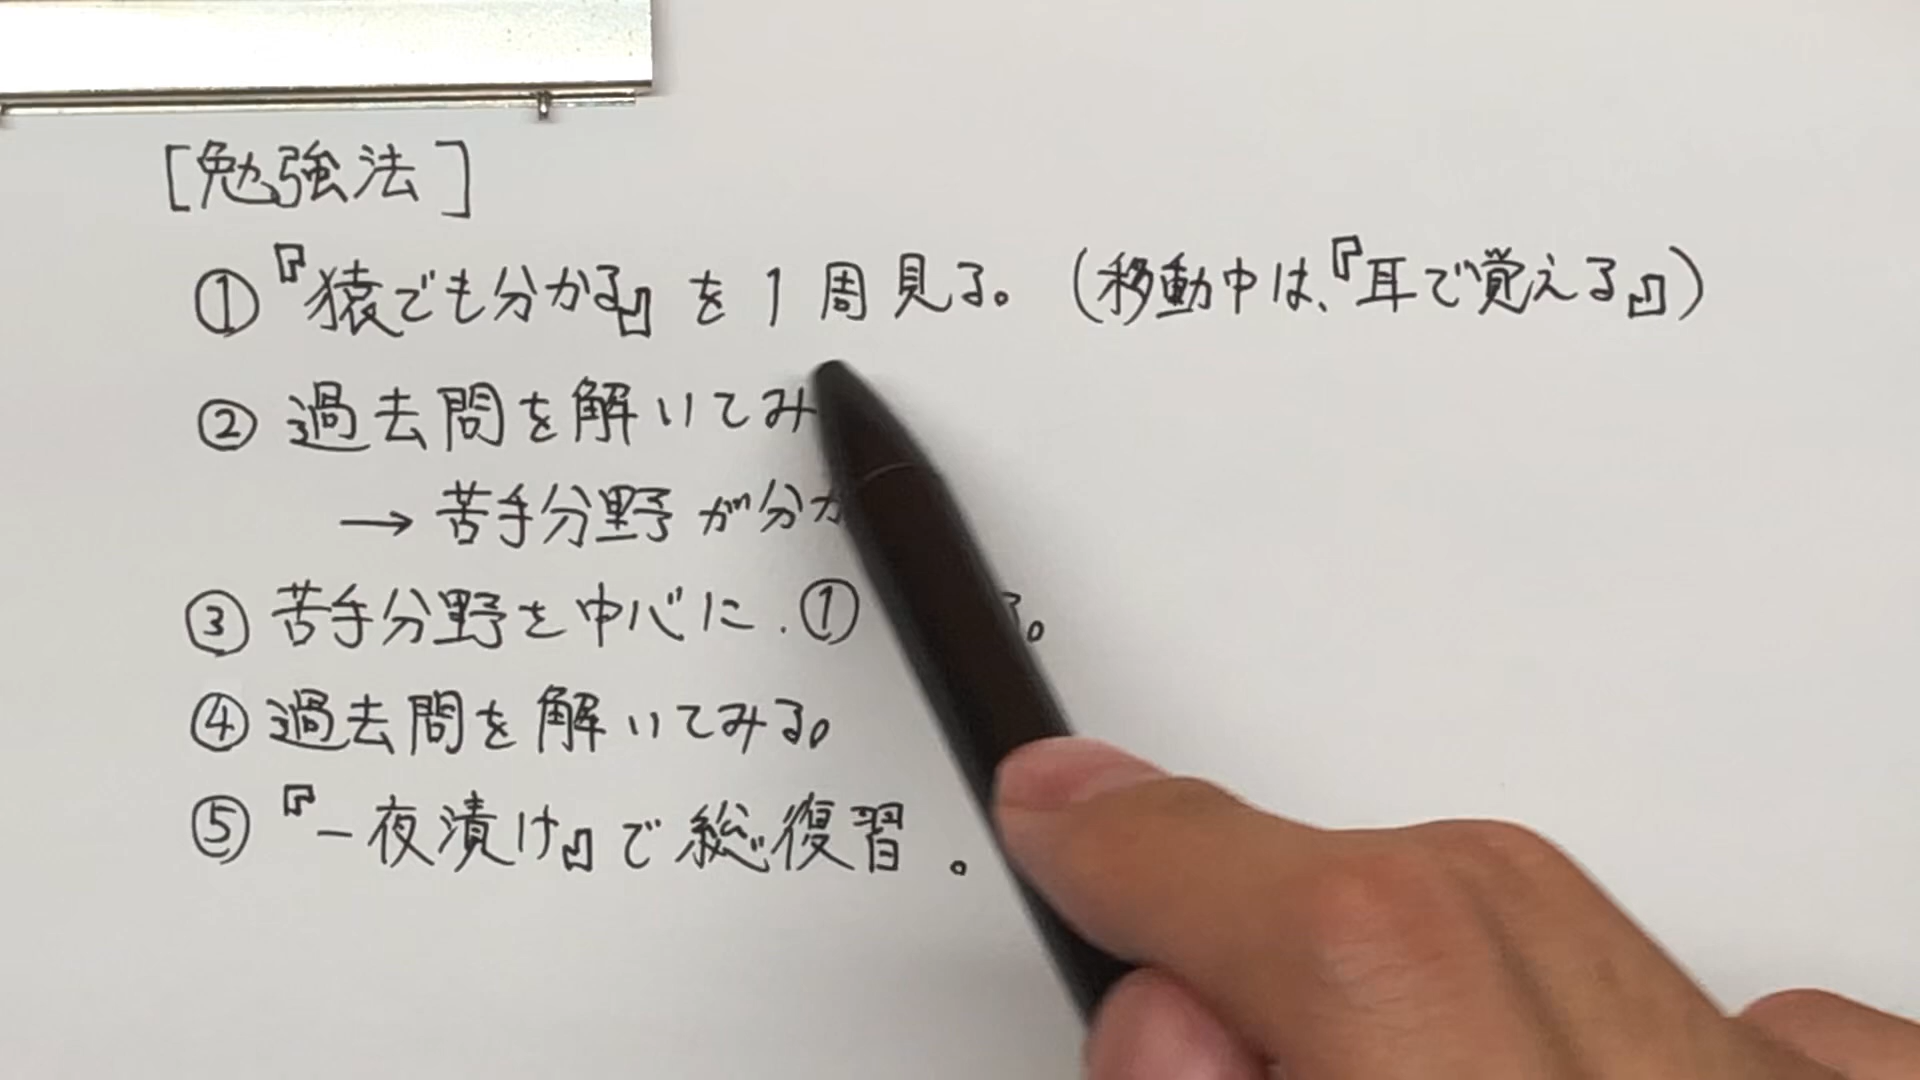 [勉強法]
①『猿でも分かる』を1周見る。(移動中は、『耳で覚える』)
②過去問を解いてみ
→苦手分野が分か
③苦手分野を中心に、① る。
④過去問を解いてみる。
⑤『一夜漬け』で総復習。